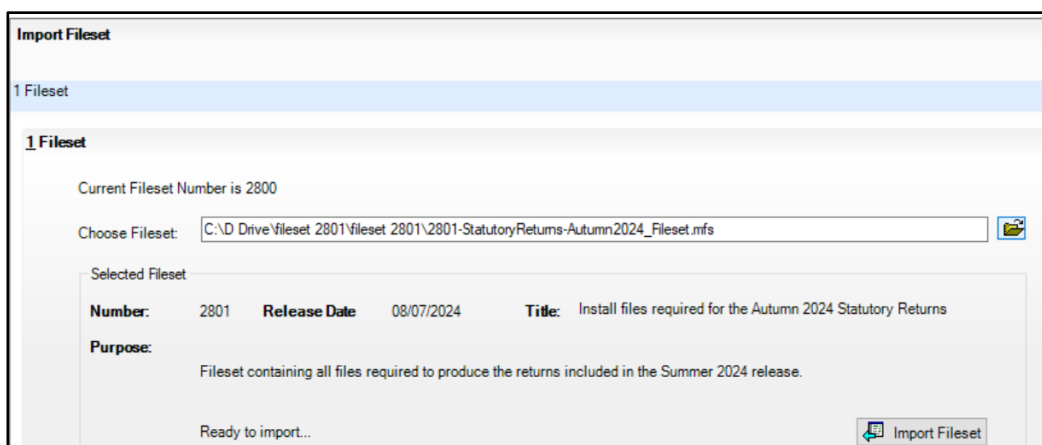 Import Fileset
1 Fileset
1 Fileset
Current Fileset Number is 2800
Choose Fileset: C:\D Drive\fileset 2801\fileset 2801\2801-StatutoryReturns-Autumn2024_Fileset.mfs
Selected Fileset
Number: 2801 Release Date 08/07/2024 Title: Install files required for the Autumn 2024 Statutory Returns
Purpose:
Fileset containing all files required to produce the returns included in the Summer 2024 release.
Ready to import... Import Fileset